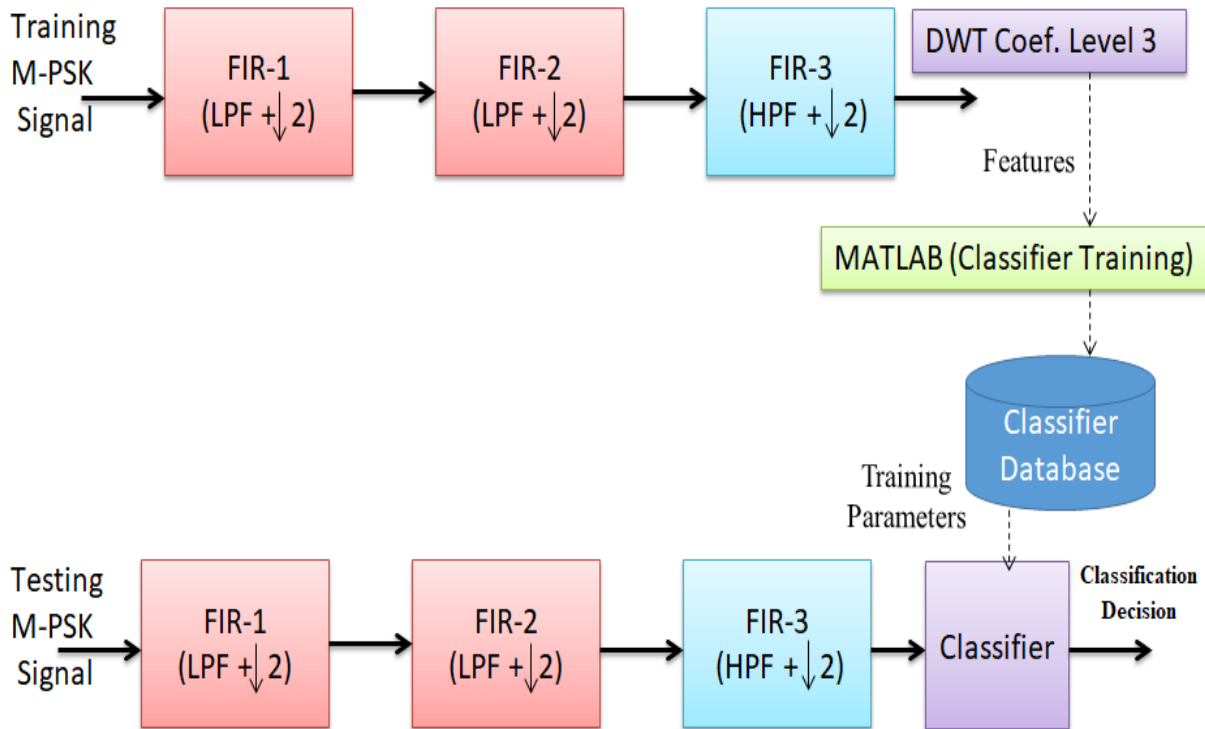 Training
M-PSK
Signal
FIR-1
(LPF +↓ 2)
FIR-2
(LPF +↓ 2)
FIR-3
(HPF +↓ 2)
DWT Coef. Level 3
Features
MATLAB (Classifier Training)
Classifier
Database
Training
Parameters
Testing
M-PSK
Signal
FIR-1
(LPF +↓ 2)
FIR-2
(LPF +↓ 2)
FIR-3
(HPF +↓ 2)
Classifier
Classification
Decision